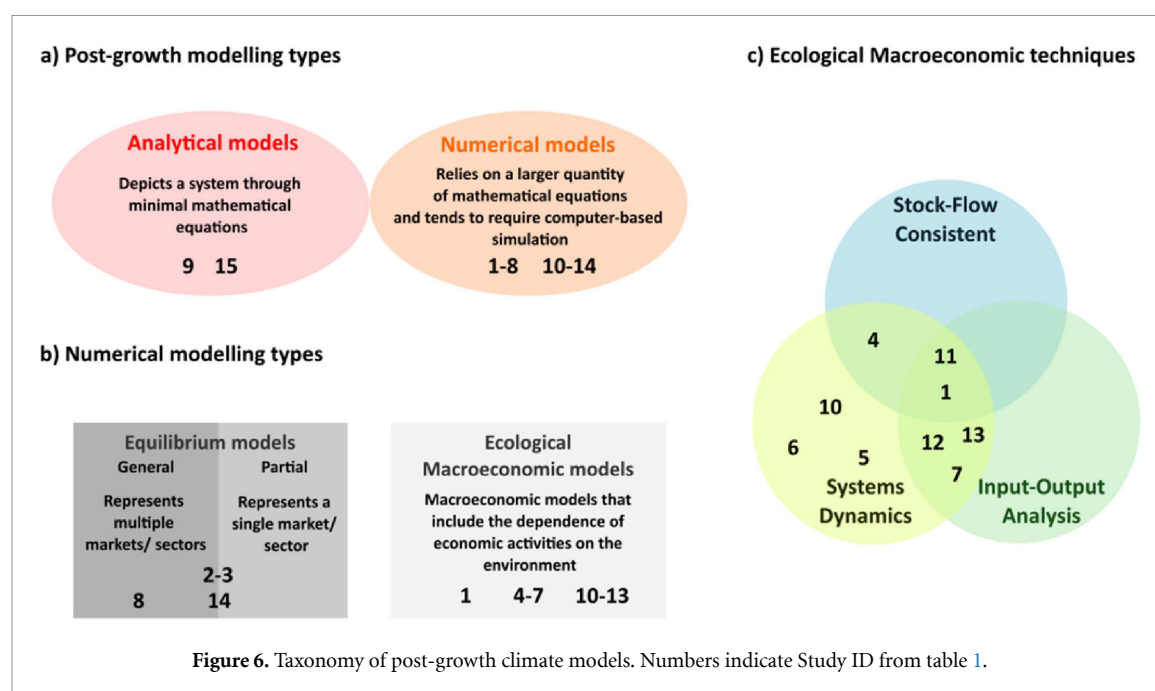 a) Post-growth modelling types
Analytical models
Depicts a system through
minimal mathematical
equations
9 15
Numerical models
Relies on a larger quantity
of mathematical equations
and tends to require computer-based
simulation
1-8 10-14
b) Numerical modelling types
Equilibrium models
General Partial
Represents
multiple
markets/ sectors
Represents a
single market/
sector
2-3
8 14
Ecological
Macroeconomic models
Macroeconomic models that
include the dependence of
economic activities on the
environment
1 4-7 10-13
c) Ecological Macroeconomic techniques
Stock-Flow
Consistent
4
11
1
10
6
5
12
13
7
Systems
Dynamics
Input-Output
Analysis
Figure 6. Taxonomy of post-growth climate models. Numbers indicate Study ID from table 1.